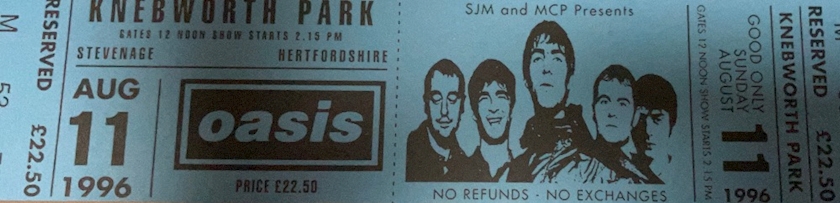 RESERVED £22.50
KNEBWORTH PARK
GATES 12 NOON SHOW STARTS 2.15 PM
STEVENAGE HERTFORDSHIRE
AUG
11
1996
oasis
PRICE £22.50
SJM and MCP Presents
NO REFUNDS · NO EXCHANGES
GATES 12 NOON·SHOW STARTS 2 15 PM
GOOD ONLY
SUNDAY
AUGUST
11
1996
KNEBWORTH PARK
RESERVED £22.50